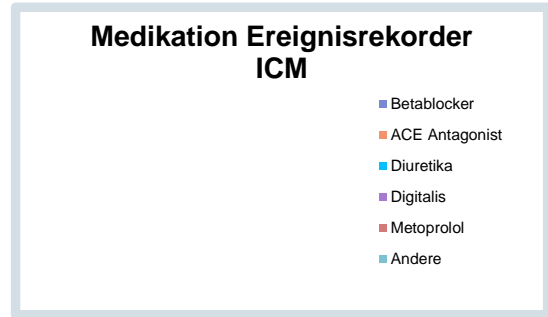 Medikation Ereignisrekorder
ICM
Betablocker
ACE Antagonist
Diuretika
Digitalis
Metoprolol
Andere